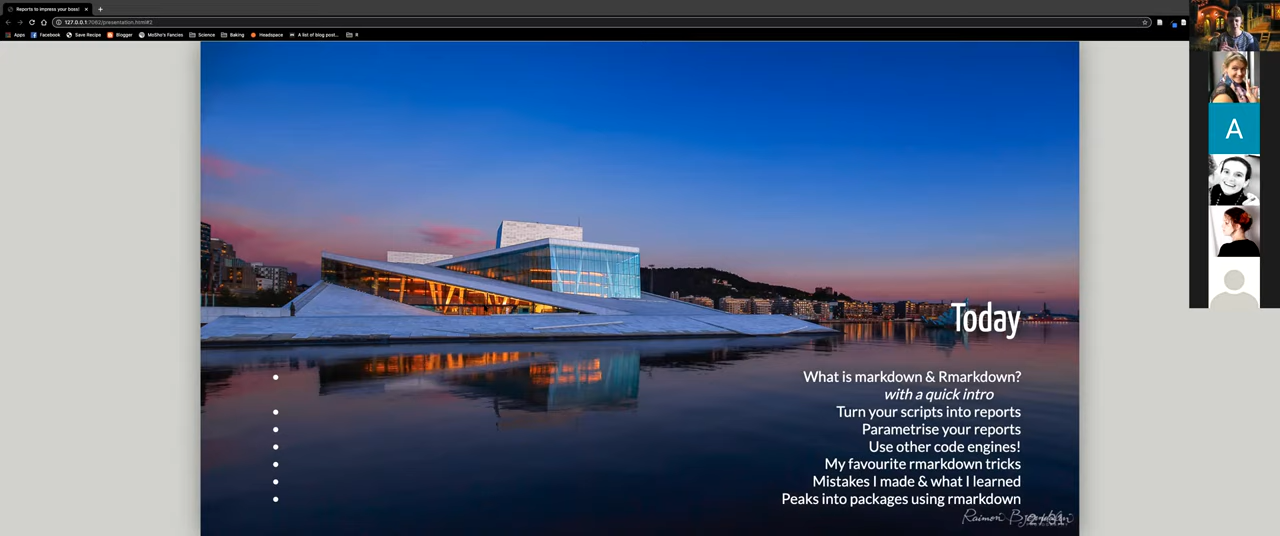 Reports to impress your boss!
127.0.0.1:7082/presentation.html#2
Apps Facebook Save Recipe Blogger MoSho's Fancies Science Baking Headspace A list of blog post… R
A
Today
What is markdown & Rmarkdown?
with a quick intro
Turn your scripts into reports
Parametrise your reports
Use other code engines!
My favourite rmarkdown tricks
Mistakes I made & what I learned
Peaks into packages using rmarkdown